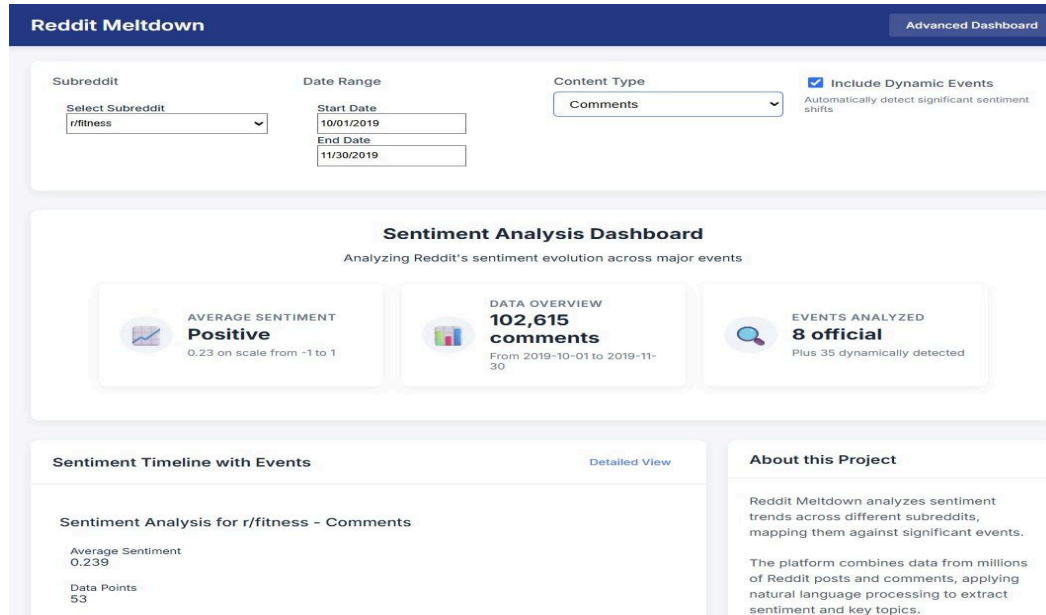 Reddit Meltdown
Advanced Dashboard
Subreddit
Select Subreddit
r/fitness
Date Range
Start Date
10/01/2019
End Date
11/30/2019
Content Type
Comments
Include Dynamic Events
Automatically detect significant sentiment
shifts
Sentiment Analysis Dashboard
Analyzing Reddit's sentiment evolution across major events
AVERAGE SENTIMENT
Positive
0.23 on scale from -1 to 1
DATA OVERVIEW
102,615
comments
From 2019-10-01 to 2019-11-
30
EVENTS ANALYZED
8 official
Plus 35 dynamically detected
Sentiment Timeline with Events
Detailed View
Sentiment Analysis for r/fitness - Comments
Average Sentiment
0.239
Data Points
53
About this Project
Reddit Meltdown analyzes sentiment
trends across different subreddits,
mapping them against significant events.
The platform combines data from millions
of Reddit posts and comments, applying
natural language processing to extract
sentiment and key topics.